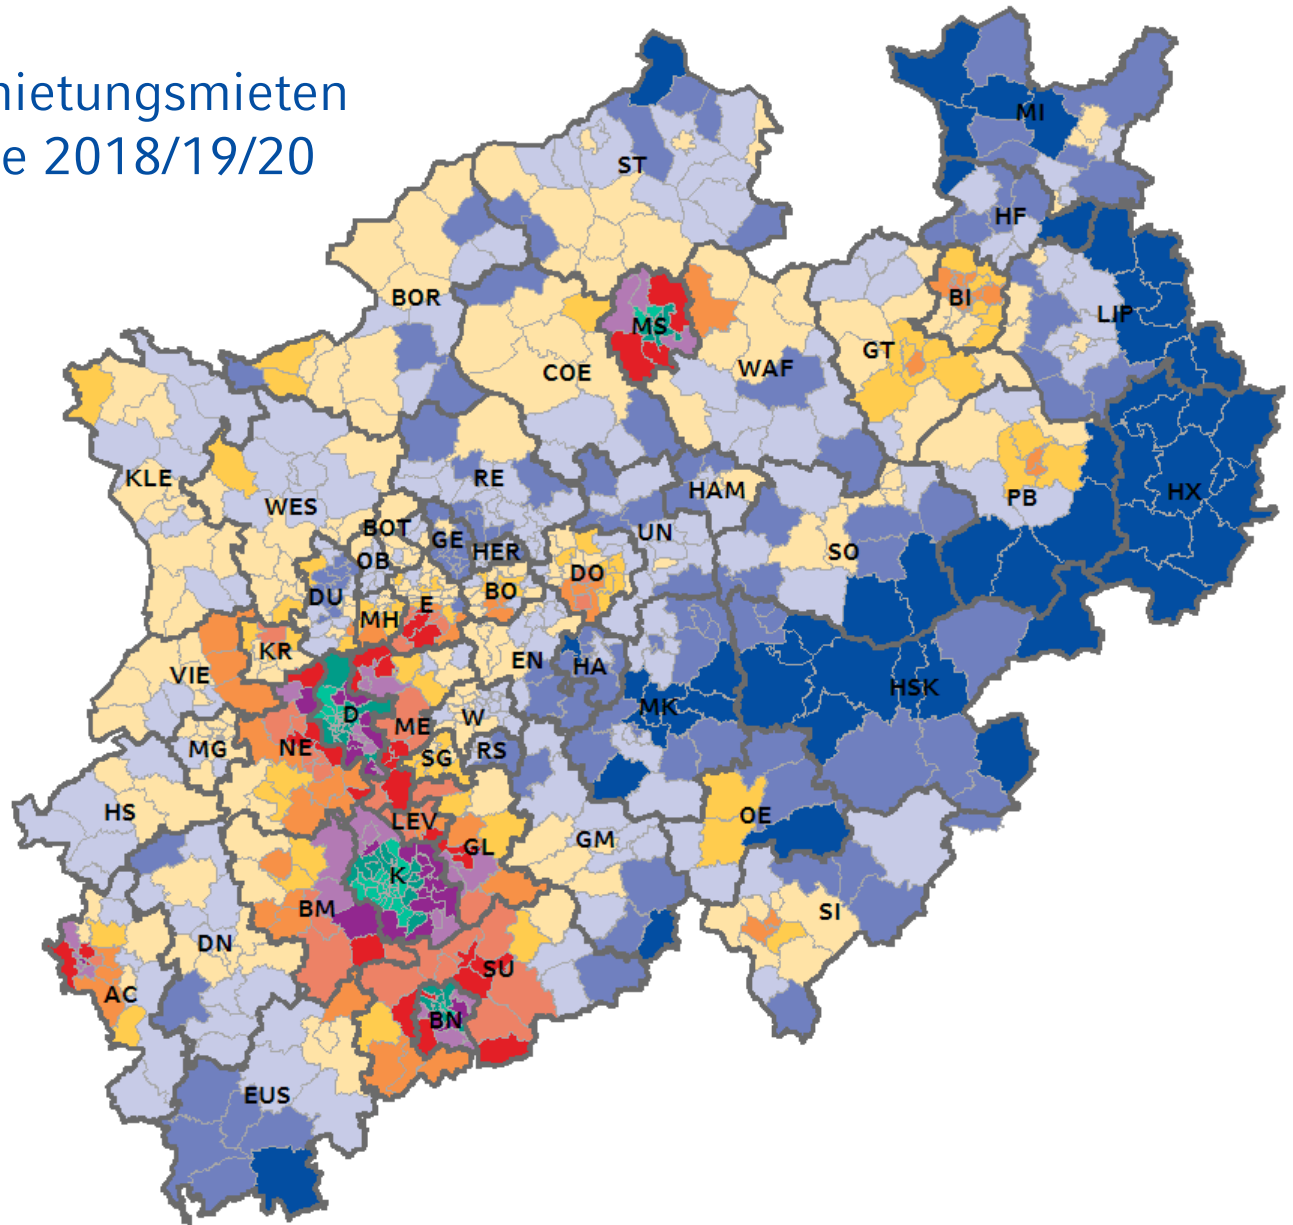 nietungsmieten
e 2018/19/20
MI
ST
HF
BOR
BI
LIP
MS
GT
COE
WAF
KLE
RE
HAM
PB
HX
WES
BOT
GE
HER
UN
SO
OB
DU
BO
DO
MH
E
KR
EN
HA
VIE
HSK
MK
D
W
ME
MG
NE
SG
RS
HS
LEV
OE
GL
GM
K
BM
SI
DN
SU
AC
BN
EUS